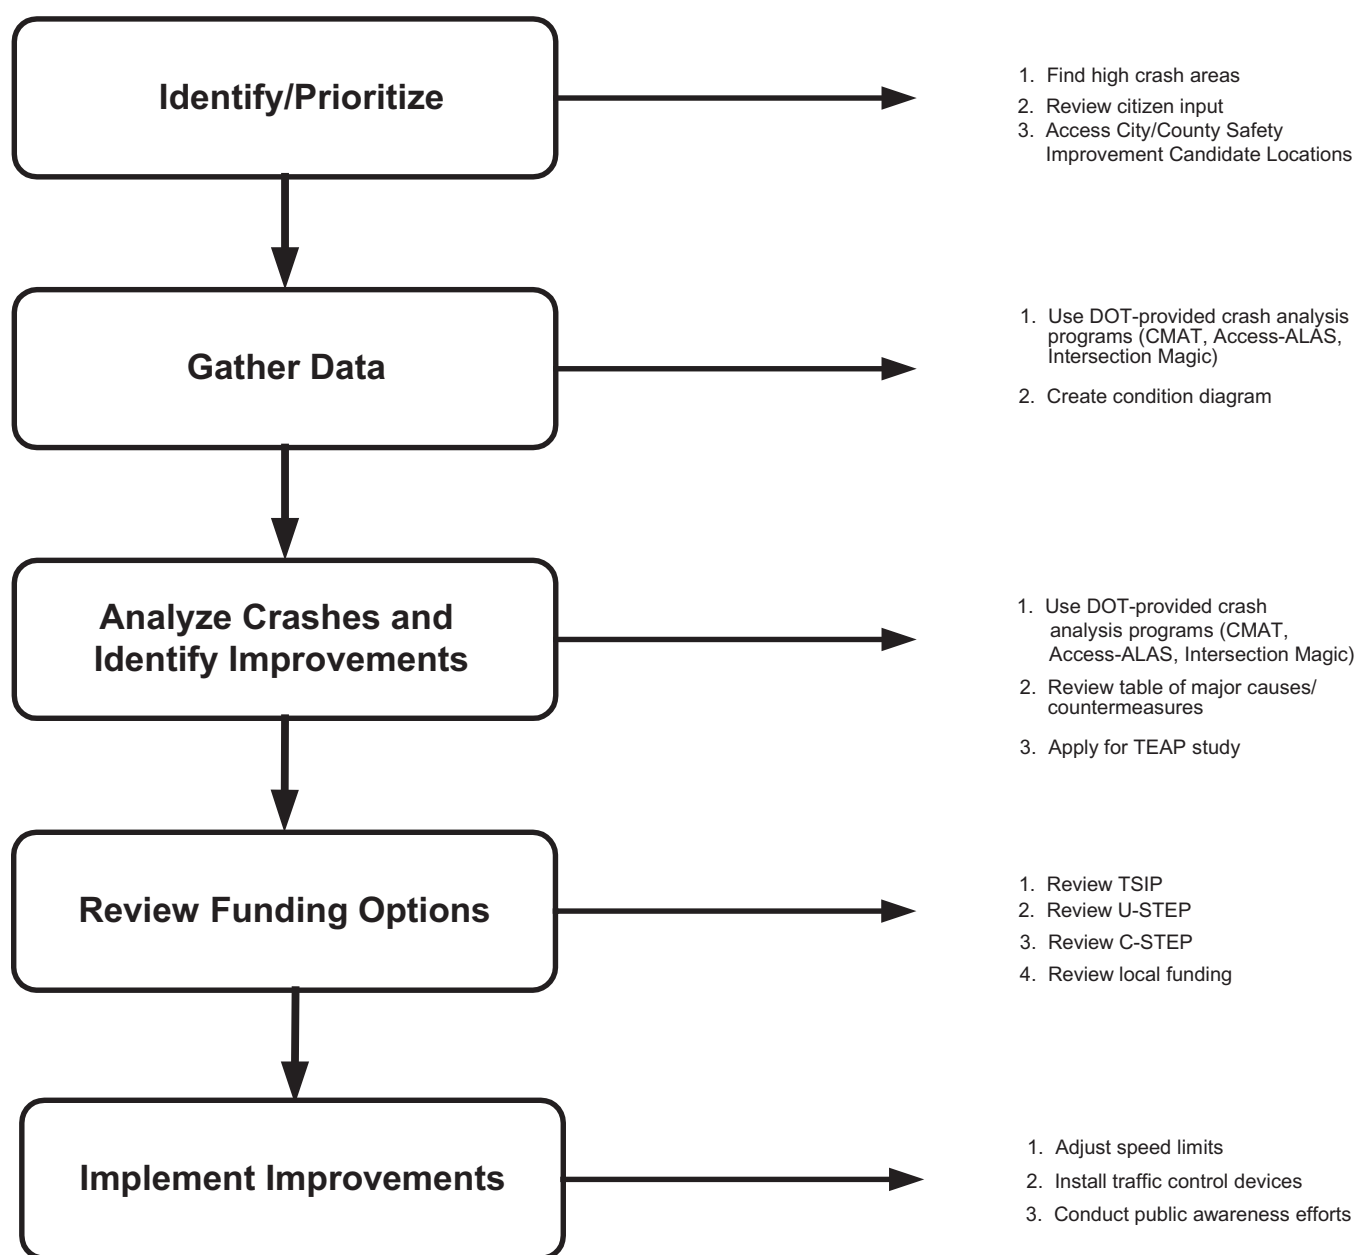 Identify/Prioritize
1. Find high crash areas
2. Review citizen input
3. Access City/County Safety
Improvement Candidate Locations
Gather Data
1. Use DOT-provided crash analysis
programs (CMAT, Access-ALAS,
Intersection Magic)
2. Create condition diagram
Analyze Crashes and
Identify Improvements
1. Use DOT-provided crash
analysis programs (CMAT,
Access-ALAS, Intersection Magic)
2. Review table of major causes/
countermeasures
3. Apply for TEAP study
Review Funding Options
1. Review TSIP
2. Review U-STEP
3. Review C-STEP
4. Review local funding
Implement Improvements
1. Adjust speed limits
2. Install traffic control devices
3. Conduct public awareness efforts